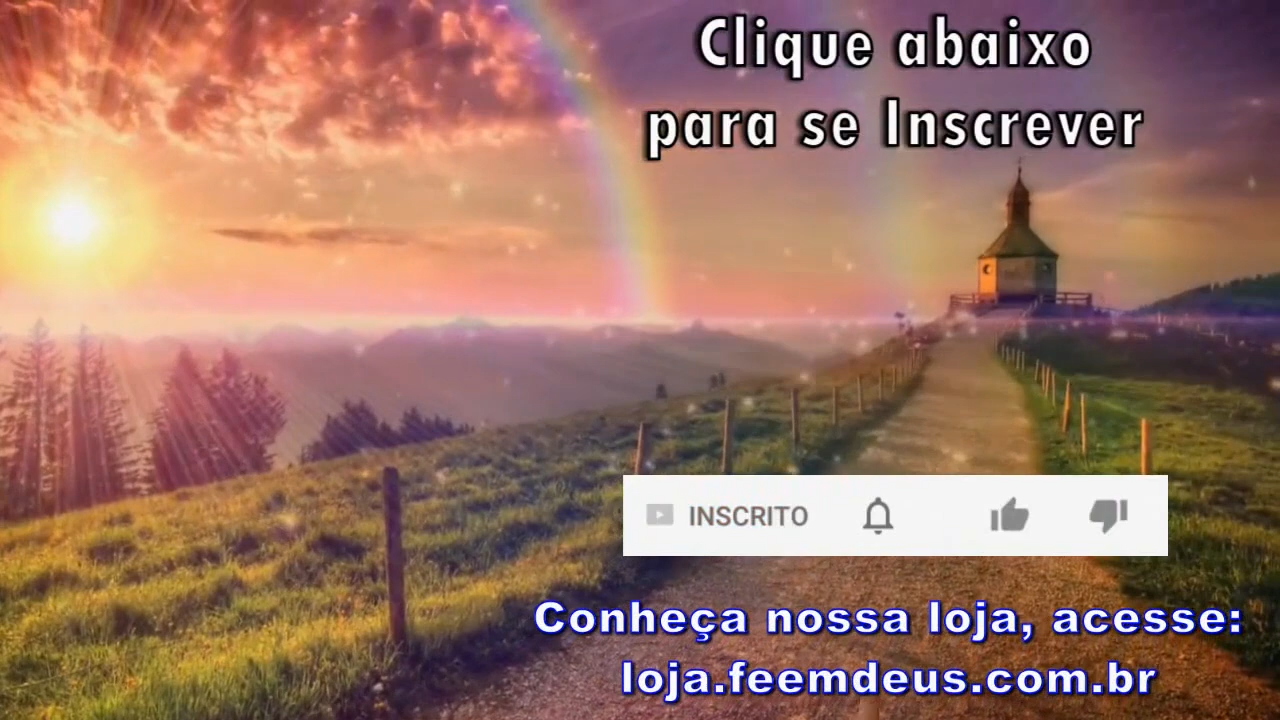 Clique abaixo
para se Inscrever
INSCRITO
Conheça nossa loja, acesse:
loja.feemdeus.com.br